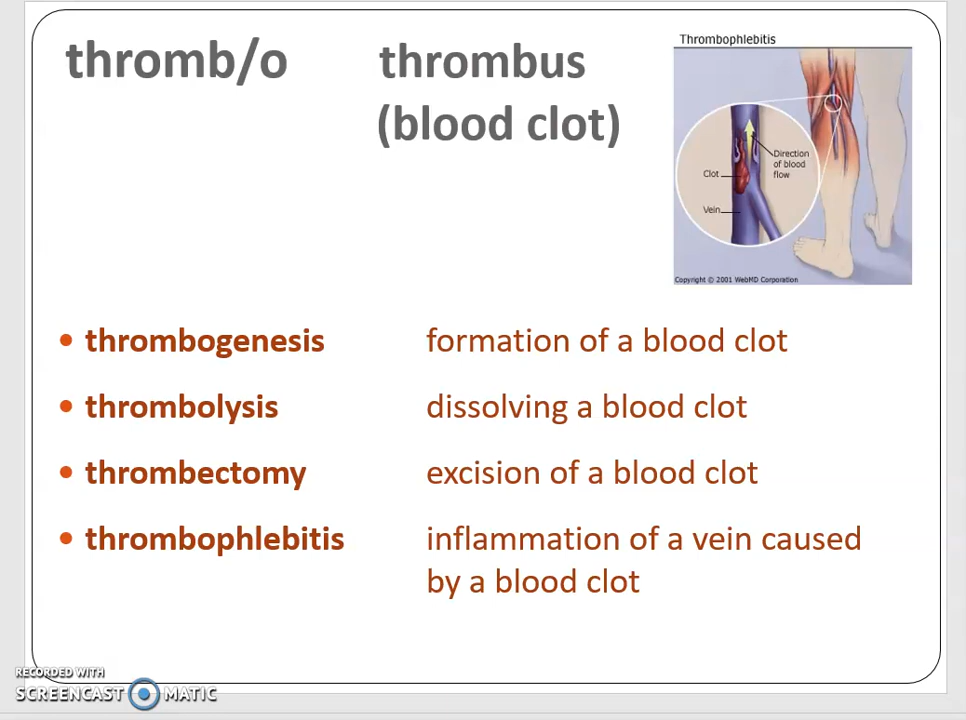 thromb/o
thrombus
(blood clot)
Thrombophlebitis
Direction
of blood
flow
Clot
Vein
Copyright © 2001 WebMD Corporation
• thrombogenesis formation of a blood clot
• thrombolysis dissolving a blood clot
• thrombectomy excision of a blood clot
• thrombophlebitis inflammation of a vein caused
by a blood clot
RECORDED WITH
SCREENCAST MATIC